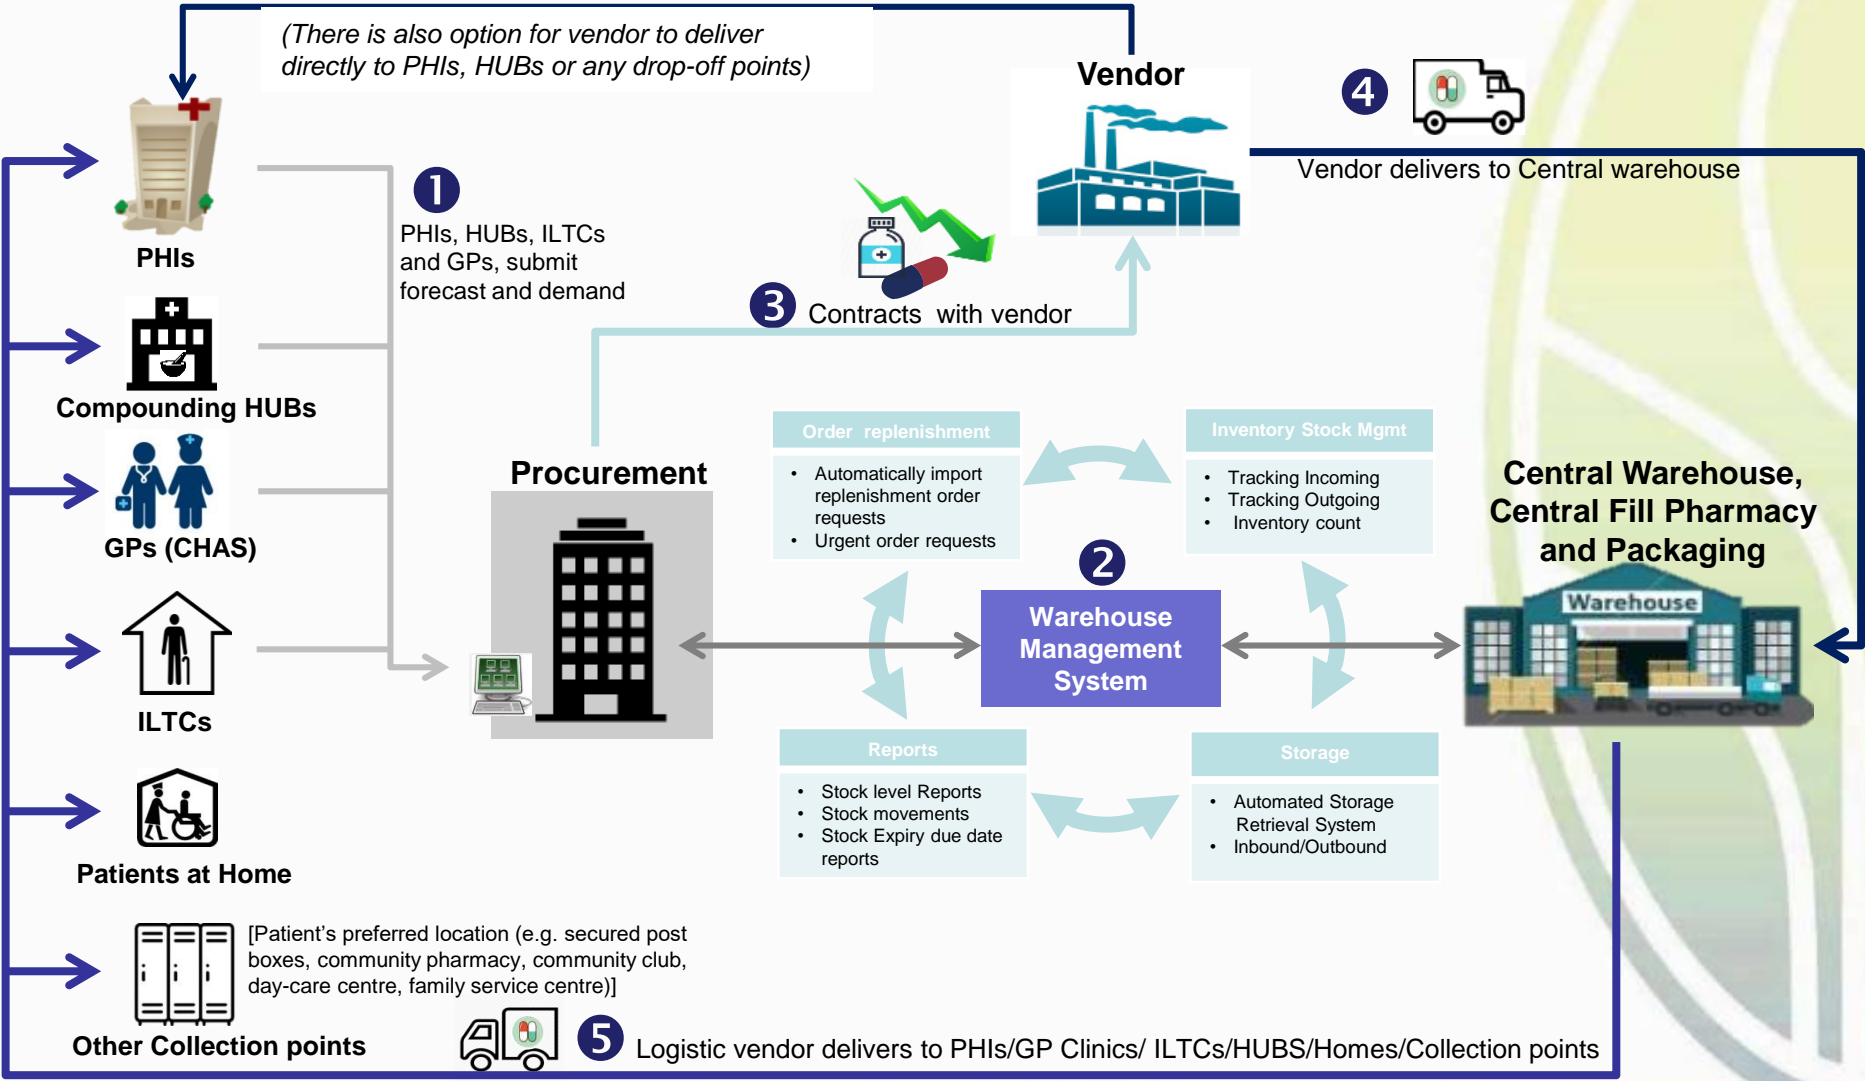 (There is also option for vendor to deliver
directly to PHIs, HUBs or any drop-off points)
Vendor
4
Vendor delivers to Central warehouse
1
PHIs, HUBs, ILTCs
and GPs, submit
forecast and demand
PHIs
3
Contracts with vendor
Compounding HUBs
GPs (CHAS)
ILTCs
Patients at Home
Procurement
Order replenishment
• Automatically import
replenishment order
requests
• Urgent order requests
Inventory Stock Mgmt
• Tracking Incoming
• Tracking Outgoing
• Inventory count
2
Warehouse
Management
System
Reports
• Stock level Reports
• Stock movements
• Stock Expiry due date
reports
Storage
• Automated Storage
Retrieval System
• Inbound/Outbound
Central Warehouse,
Central Fill Pharmacy
and Packaging
Warehouse
[Patient’s preferred location (e.g. secured post
boxes, community pharmacy, community club,
day-care centre, family service centre)]
Other Collection points
5
Logistic vendor delivers to PHIs/GP Clinics/ ILTCs/HUBS/Homes/Collection points